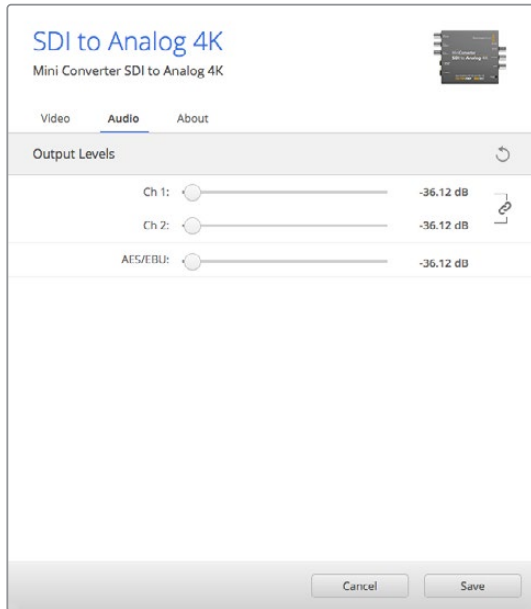 SDI to Analog 4K
Mini Converter SDI to Analog 4K
Video Audio About
Output Levels
Ch 1: -36.12 dB
Ch 2: -36.12 dB
AES/EBU: -36.12 dB
Cancel Save